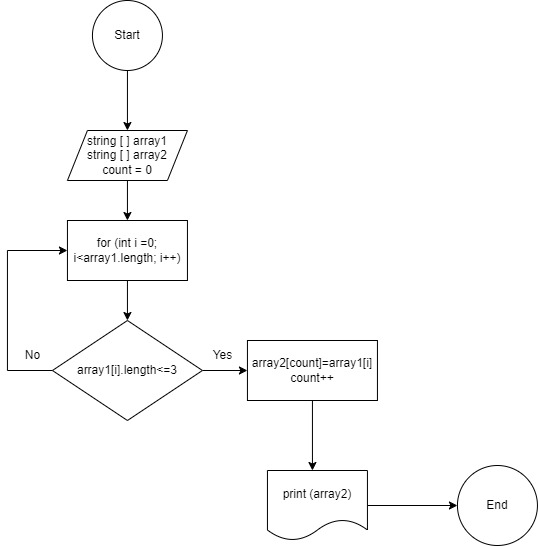 Start
string [ ] array1
string [ ] array2
count = 0
for (int i =0;
i<array1.length; i++)
No
array1[i].length<=3
Yes
array2[count]=array1[i]
count++
print (array2)
End